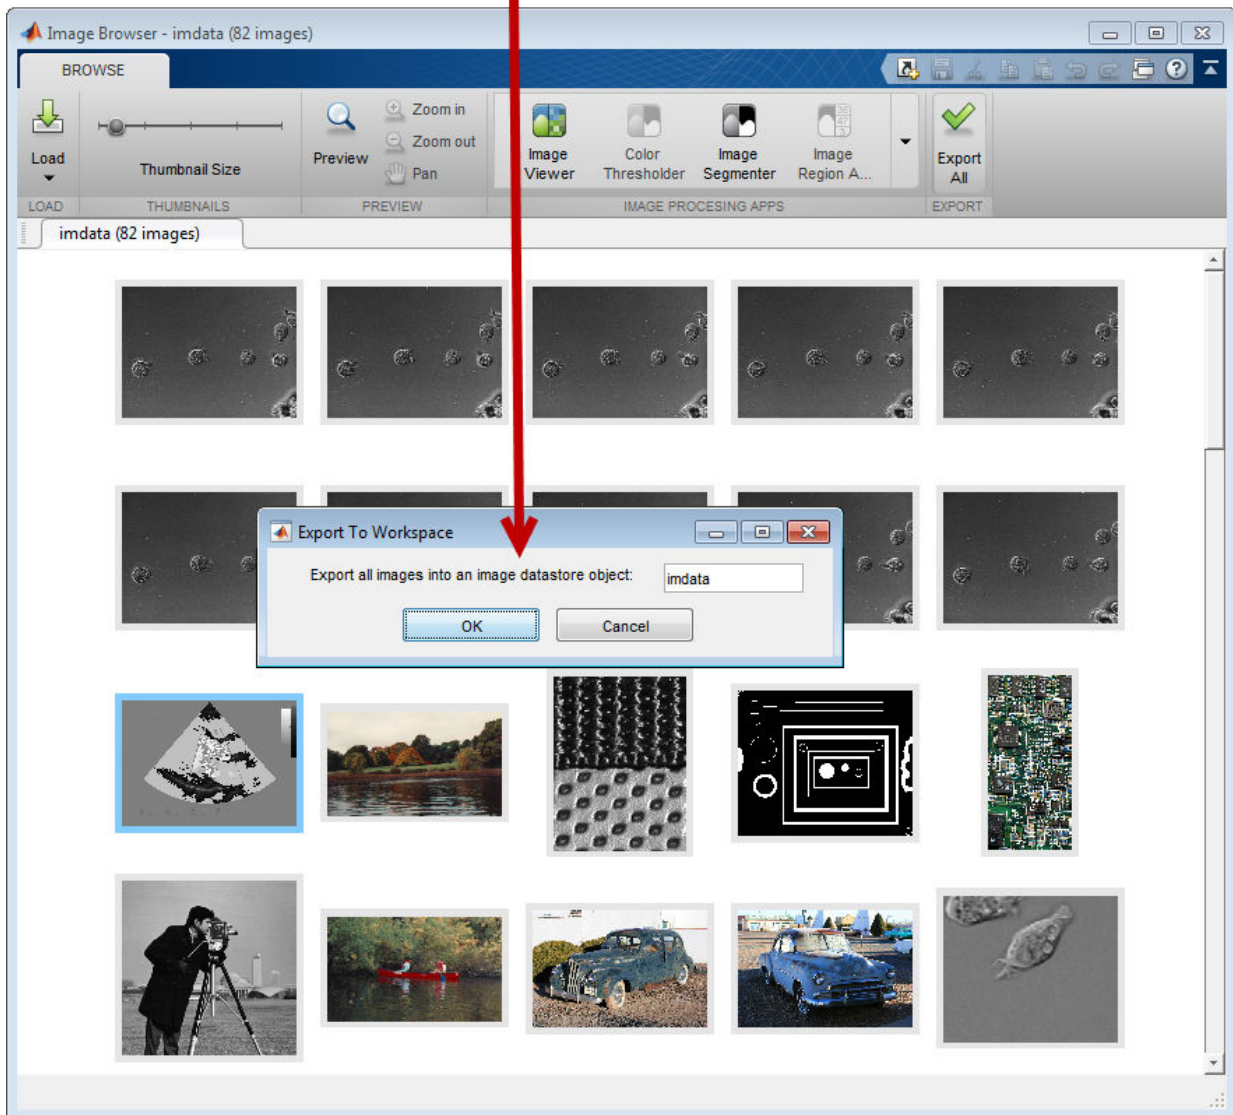 Image Browser - imdata (82 images)
BROWSE
Load
Thumbnail Size
Preview
Zoom in
Zoom out
Pan
Image
Viewer
Color
Thresholder
Image
Segmenter
Image
Region A...
Export
All
LOAD
THUMBNAILS
PREVIEW
IMAGE PROCESING APPS
EXPORT
imdata (82 images)
Export To Workspace
Export all images into an image datastore object:
imdata
OK
Cancel